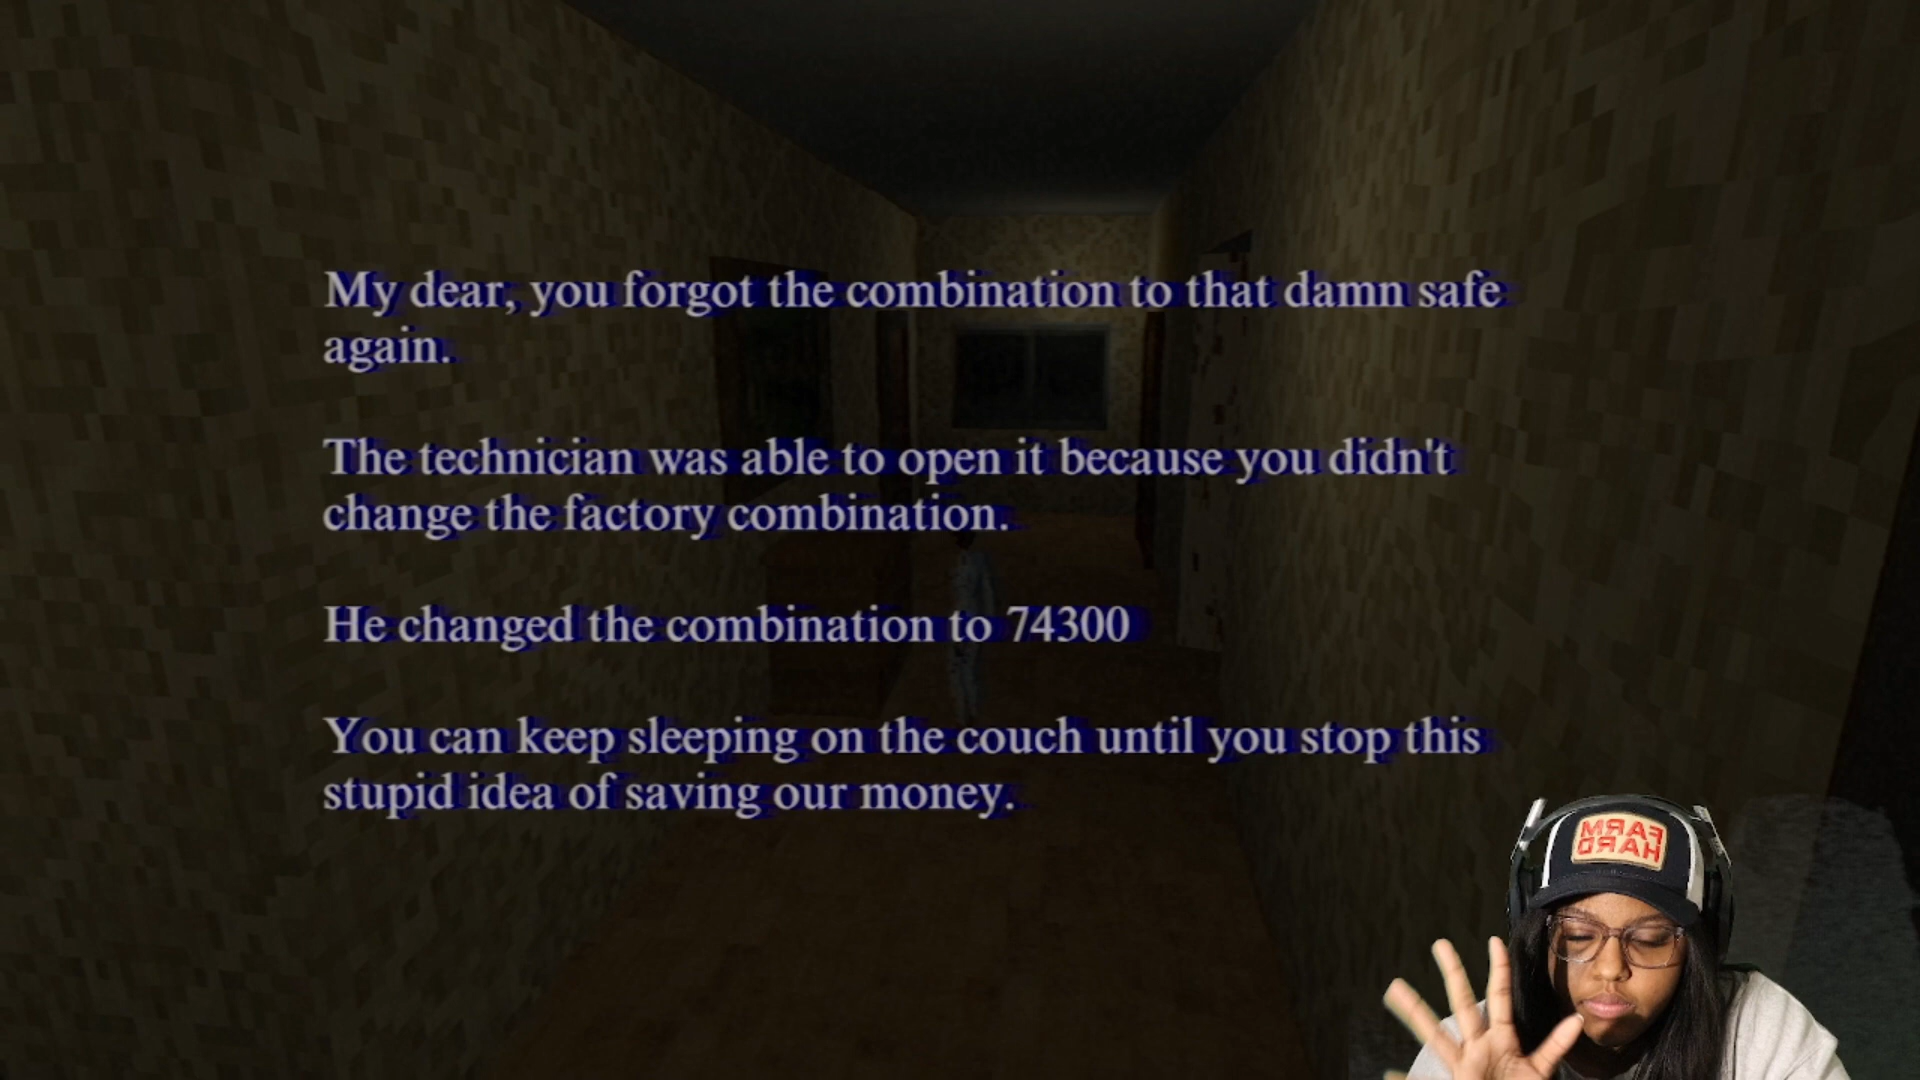 My dear, you forgot the combination to that damn safe
again.
The technician was able to open it because you didn't
change the factory combination.
He changed the combination to 74300
You can keep sleeping on the couch until you stop this
stupid idea of saving our money.
FARM
HARD